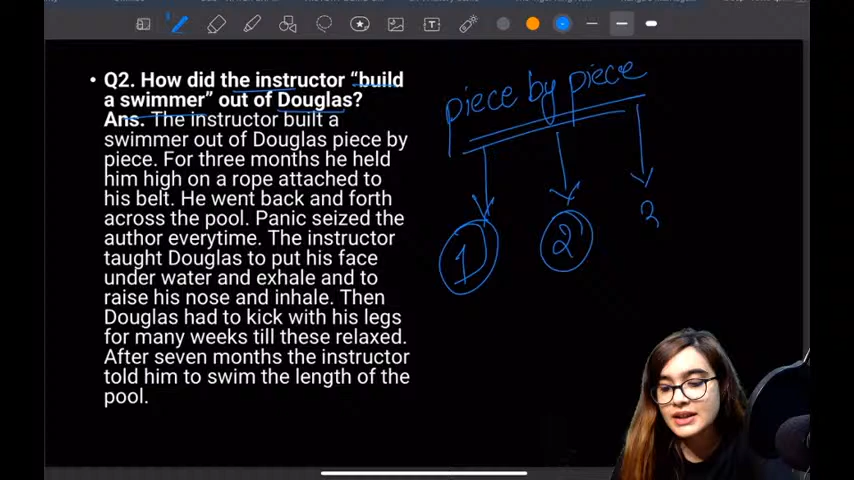 • Q2. How did the instructor “build
a swimmer” out of Douglas?
Ans. The instructor built a
swimmer out of Douglas piece by
piece. For three months he held
him high on a rope attached to
his belt. He went back and forth
across the pool. Panic seized the
author everytime. The instructor
taught Douglas to put his face
under water and exhale and to
raise his nose and inhale. Then
Douglas had to kick with his legs
for many weeks till these relaxed.
After seven months the instructor
told him to swim the length of the
pool.
piece by piece
1 2 3